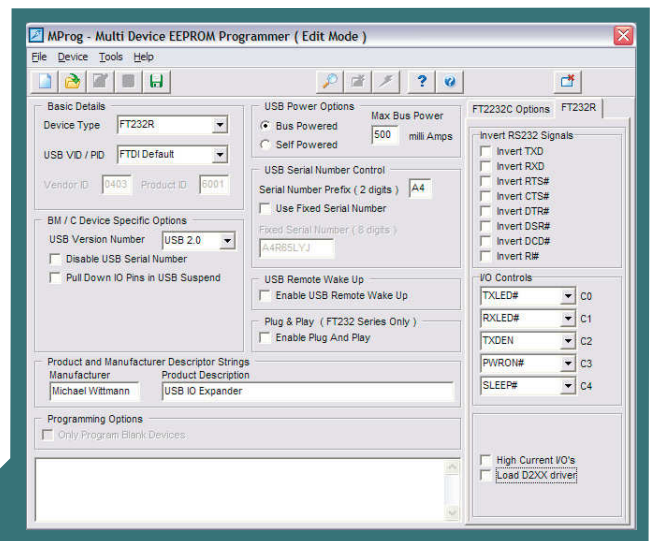 MProg - Multi Device EEPROM Programmer ( Edit Mode )
File Device Tools Help
Basic Details
Device Type FT232R
USB VID / PID FTDI Default
Vendor ID 0403 Product ID 6001
BM / C Device Specific Options
USB Version Number USB 2.0
Disable USB Serial Number
Pull Down IO Pins in USB Suspend
USB Power Options
Bus Powered
Self Powered
Max Bus Power
500 milli Amps
USB Serial Number Control
Serial Number Prefix ( 2 digits ) A4
Use Fixed Serial Number
Fixed Serial Number ( 8 digits )
A4R85LYJ
USB Remote Wake Up
Enable USB Remote Wake Up
Plug & Play ( FT232 Series Only )
Enable Plug And Play
Product and Manufacturer Descriptor Strings
Manufacturer Product Description
Michael Wittmann USB IO Expander
Programming Options
Only Program Blank Devices
FT2232C Options FT232R
Invert RS232 Signals
Invert TXD
Invert RXD
Invert RTS#
Invert CTS#
Invert DTR#
Invert DSR#
Invert DCD#
Invert RI#
I/O Controls
TXLED# C0
RXLED# C1
TXDEN C2
PWRON# C3
SLEEP# C4
High Current I/O's
Load D2XX driver